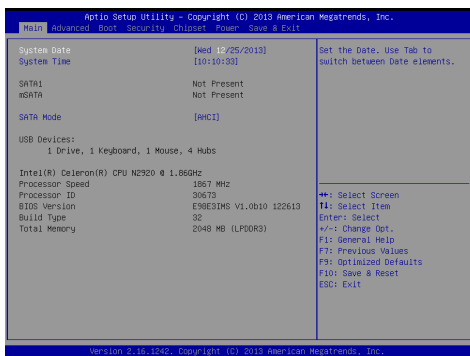 Aptio Setup Utility – Copyright (C) 2013 American Megatrends, Inc.
Main Advanced Boot Security Chipset Power Save & Exit
System Date [Wed 12/25/2013] Set the Date. Use Tab to
System Time [10:10:33] switch between Date elements.
SATA1 Not Present
mSATA Not Present
SATA Mode [AHCI]
USB Devices:
1 Drive, 1 Keyboard, 1 Mouse, 4 Hubs
Intel(R) Celeron(R) CPU N2920 @ 1.86GHz
Processor Speed 1867 MHz
Processor ID 30673 →←: Select Screen
BIOS Version E98E3IMS V1.0b10 122613 ↑↓: Select Item
Build Type 32 Enter: Select
Total Memory 2048 MB (LPDDR3) +/-: Change Opt.
F1: General Help
F7: Previous Values
F9: Optimized Defaults
F10: Save & Reset
ESC: Exit
Version 2.16.1242. Copyright (C) 2013 American Megatrends, Inc.